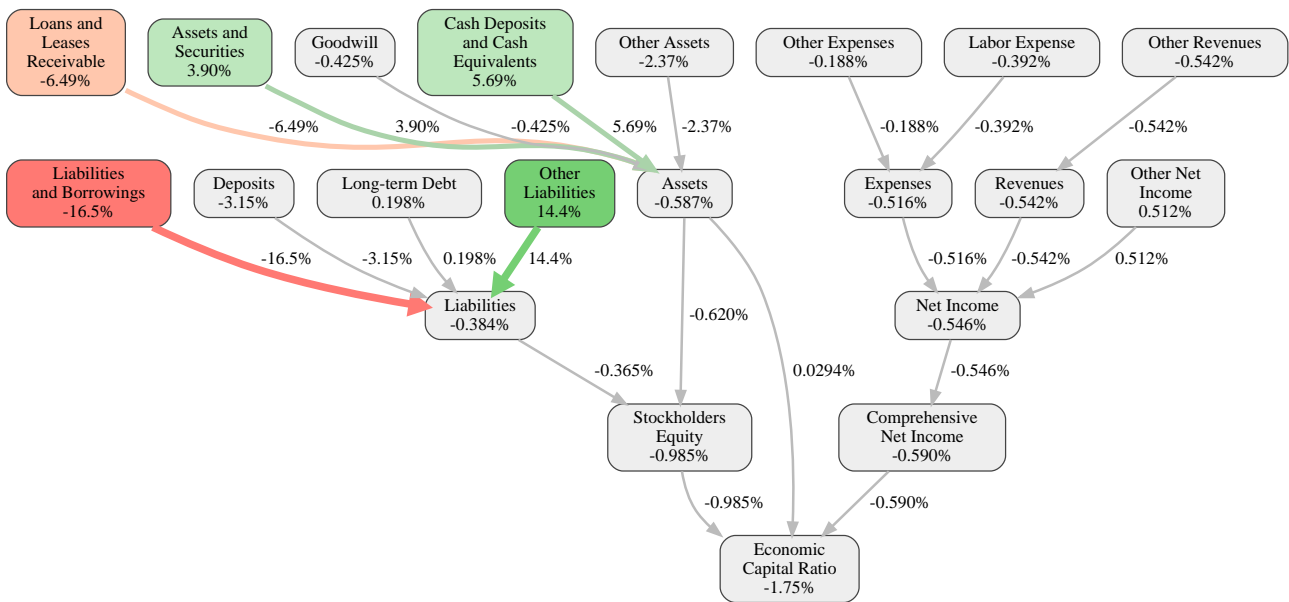 Loans and
Leases
Receivable
-6.49%
Assets and
Securities
3.90%
Goodwill
-0.425%
Cash Deposits
and Cash
Equivalents
5.69%
Other Assets
-2.37%
Other Expenses
-0.188%
Labor Expense
-0.392%
Other Revenues
-0.542%
-6.49%
3.90%
-0.425%
5.69%
-2.37%
-0.188%
-0.392%
-0.542%
Liabilities
and Borrowings
-16.5%
Deposits
-3.15%
Long-term Debt
0.198%
Other
Liabilities
14.4%
Assets
-0.587%
Expenses
-0.516%
Revenues
-0.542%
Other Net
Income
0.512%
-16.5%
-3.15%
0.198%
14.4%
-0.516%
-0.542%
0.512%
Liabilities
-0.384%
-0.620%
Net Income
-0.546%
-0.365%
0.0294%
-0.546%
Stockholders
Equity
-0.985%
Comprehensive
Net Income
-0.590%
-0.985%
-0.590%
Economic
Capital Ratio
-1.75%